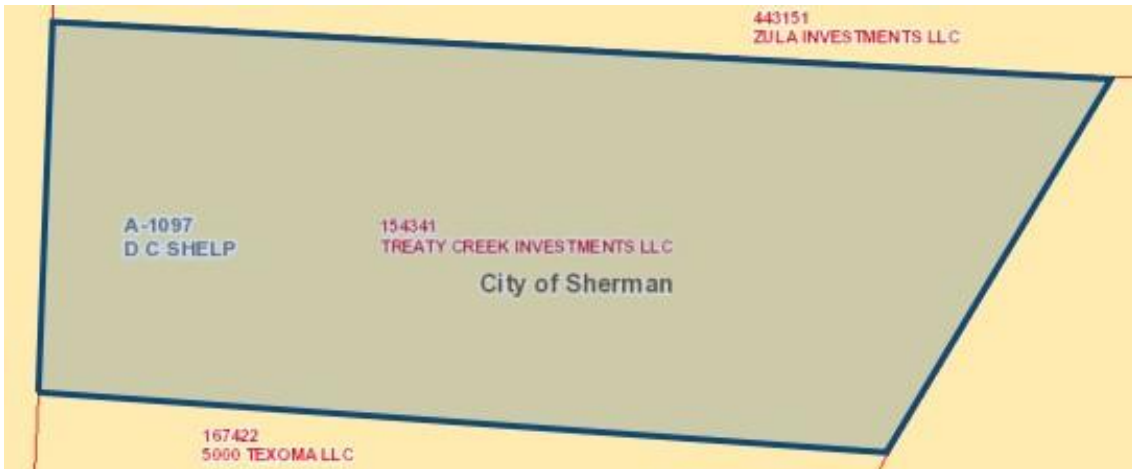 443151
ZULA INVESTMENTS LLC
A-1097
D C SHELP
154341
TREATY CREEK INVESTMENTS LLC
City of Sherman
167422
5000 TEXOMA LLC